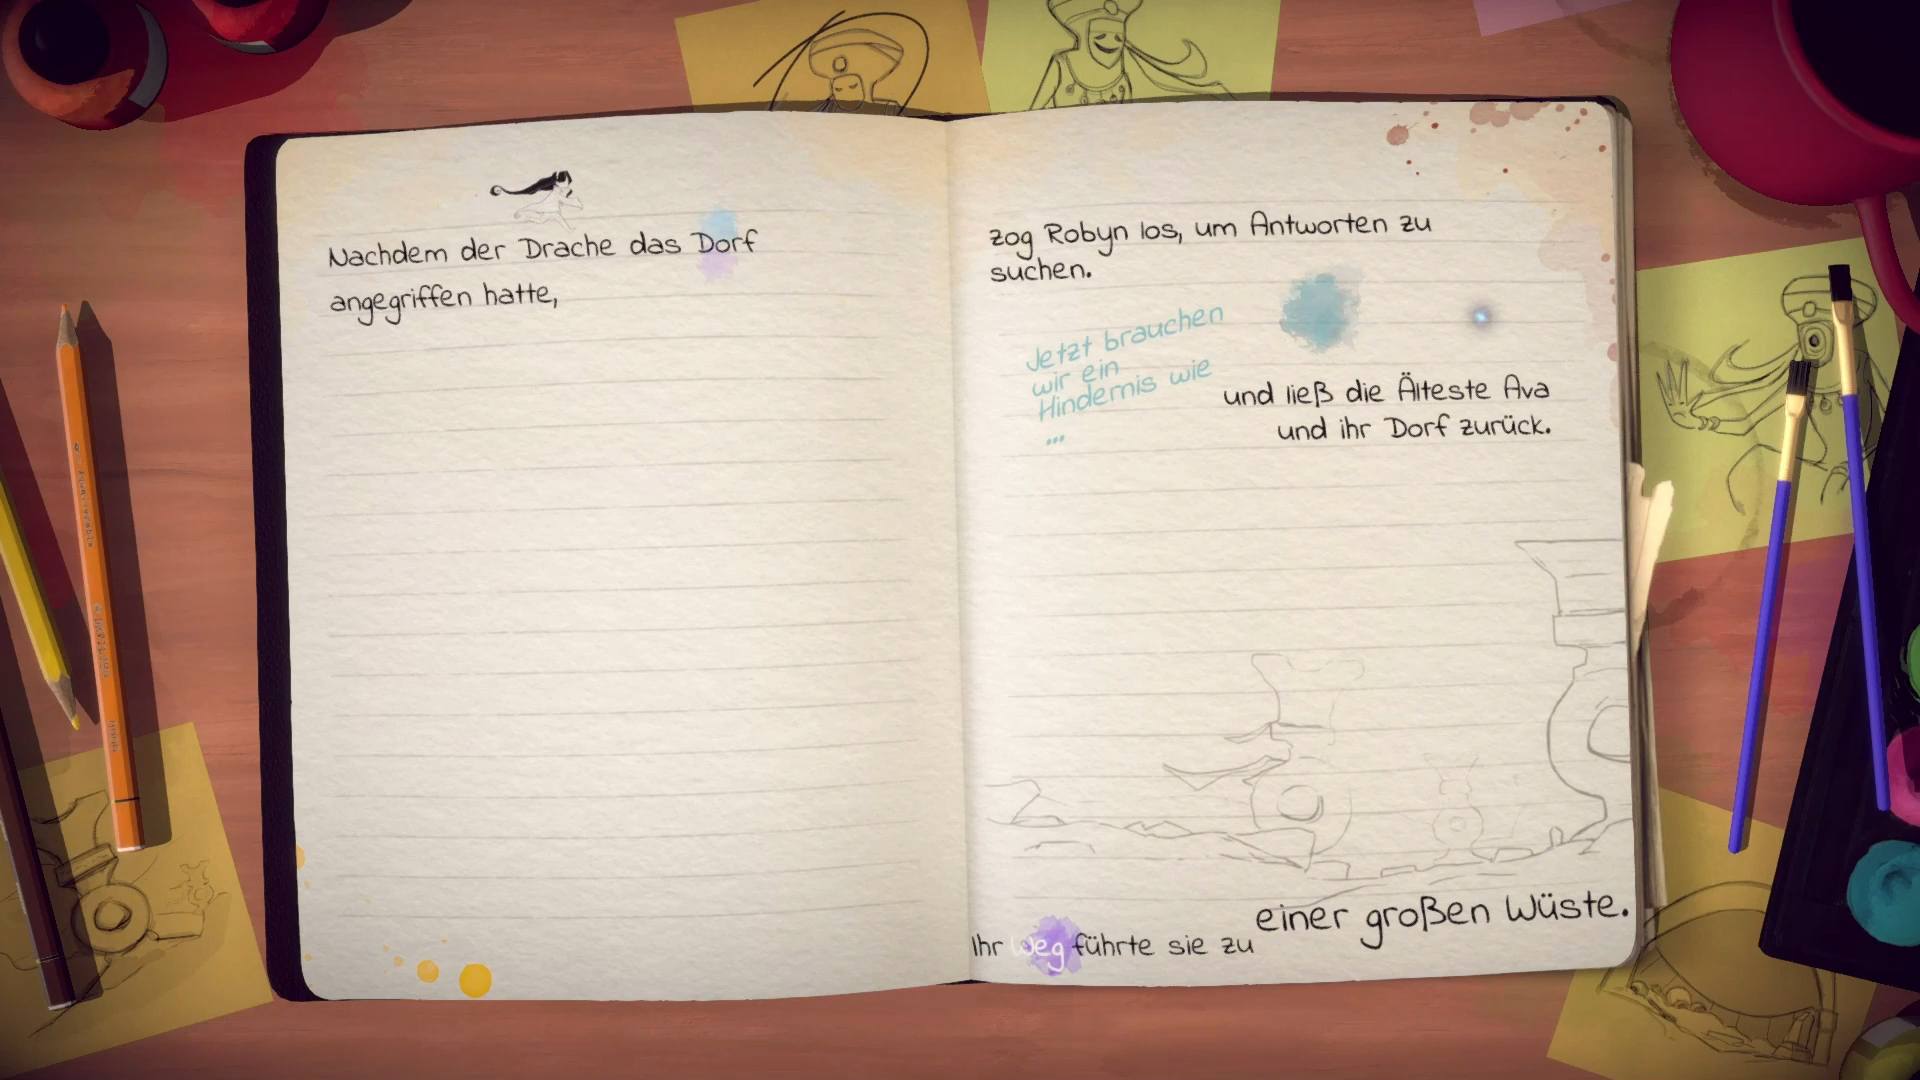 Nachdem der Drache das Dorf
angegriffen hatte,
zog Robyn los, um Antworten zu
suchen.
Jetzt brauchen
wir ein
Hindernis wie
...
und ließ die Älteste Ava
und ihr Dorf zurück.
Ihr Weg führte sie zu
einer großen Wüste.